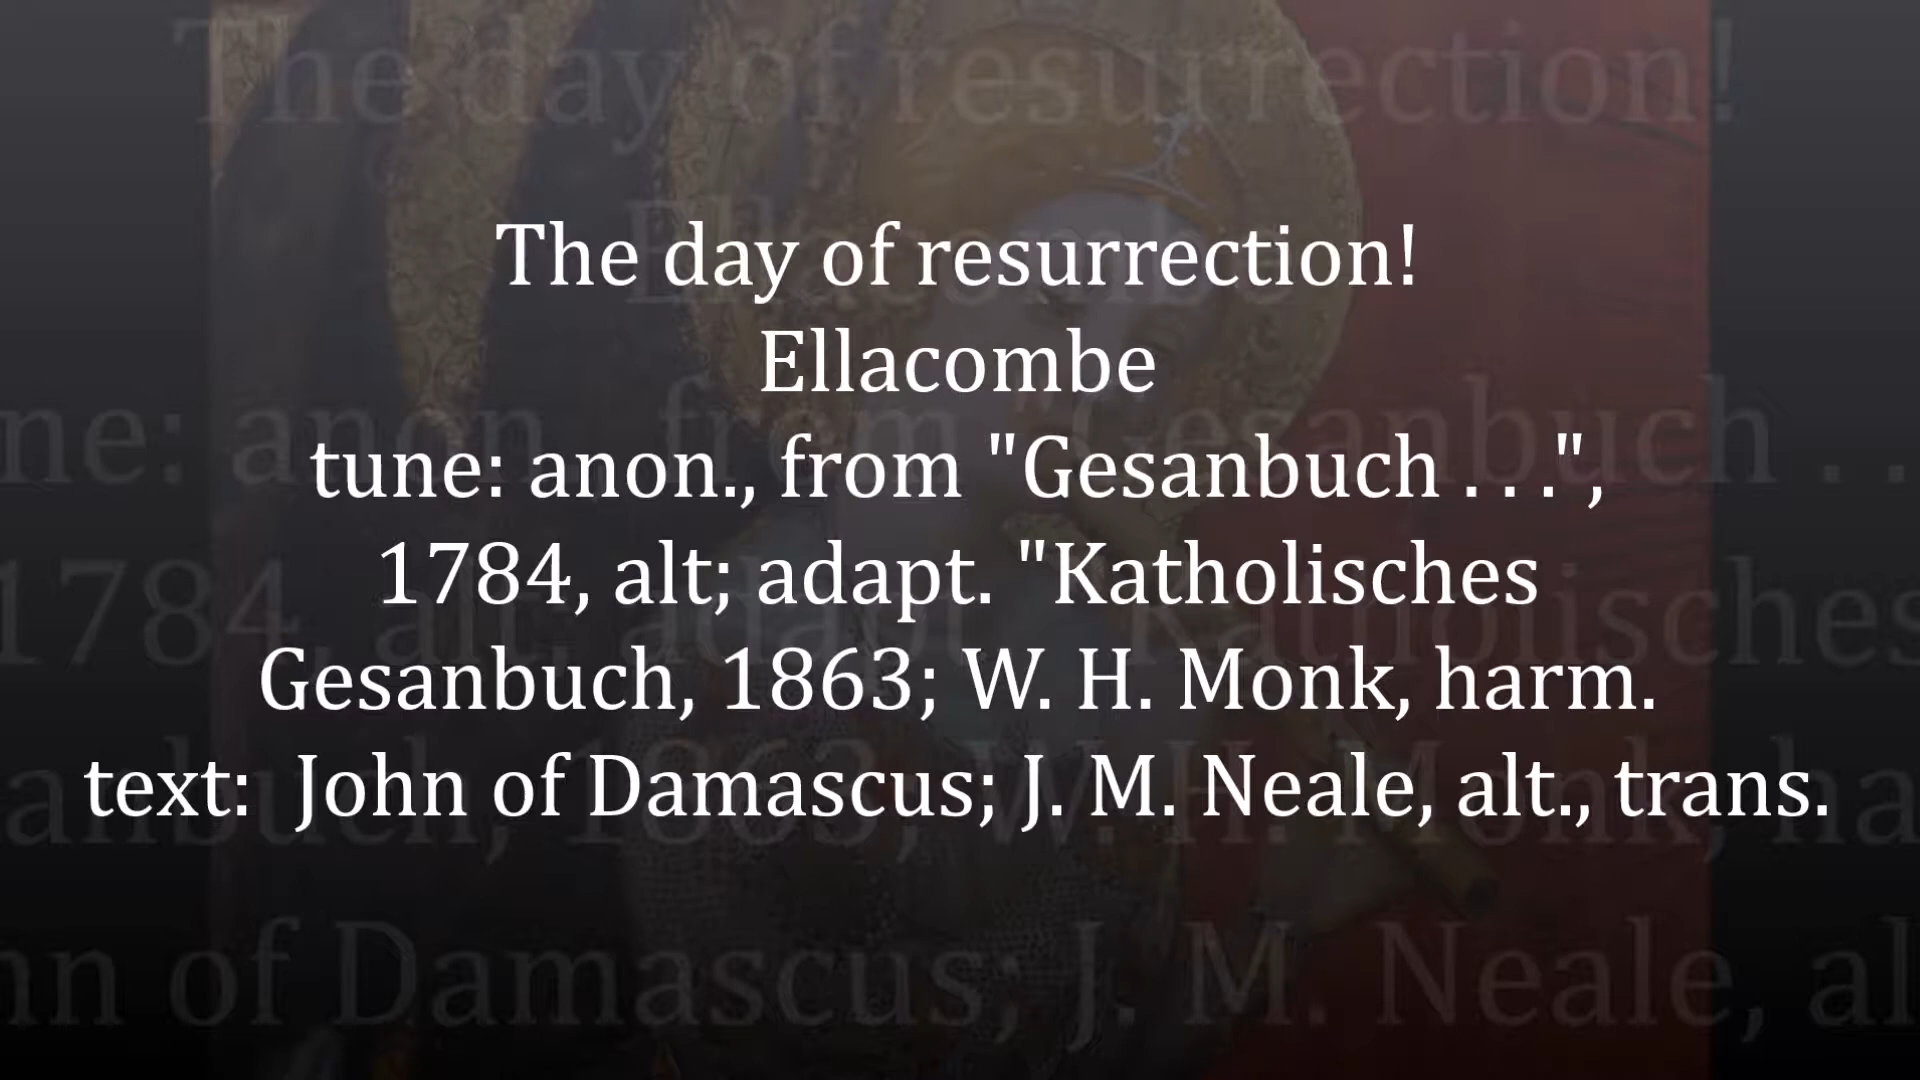 The day of resurrection!
Ellacombe
tune: anon., from "Gesanbuch . . .",
1784, alt; adapt. "Katholisches
Gesanbuch, 1863; W. H. Monk, harm.
text:  John of Damascus; J. M. Neale, alt., trans.